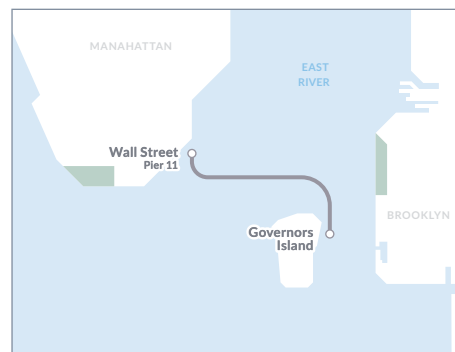 MANAHATTAN
EAST
RIVER
Wall Street
Pier 11
BROOKLYN
Governors
Island